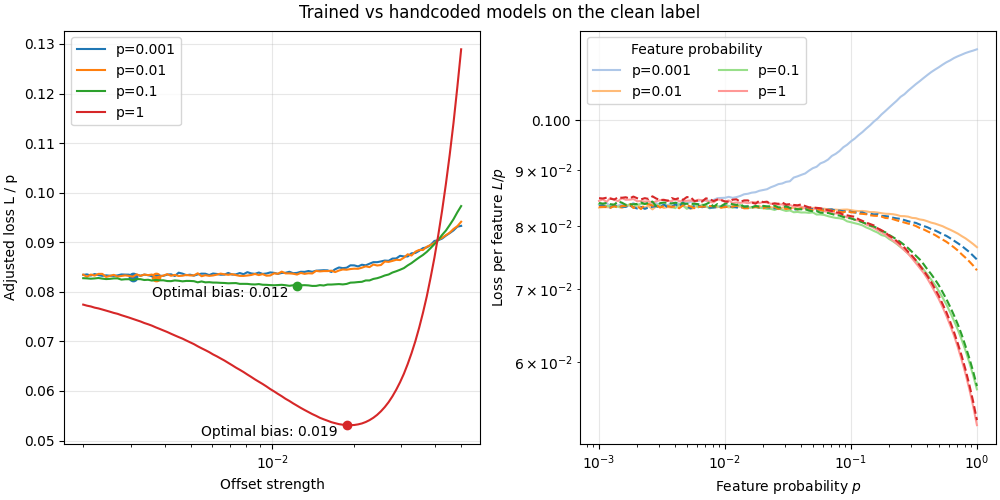 Trained vs handcoded models on the clean label
Adjusted loss L / p
0.13
0.12
0.11
0.10
0.09
0.08
0.07
0.06
0.05
p=0.001
p=0.01
p=0.1
p=1
Optimal bias: 0.012
Optimal bias: 0.019
10⁻²
Offset strength
Loss per feature L/p
0.100
9 × 10⁻²
8 × 10⁻²
7 × 10⁻²
6 × 10⁻²
Feature probability
p=0.001 p=0.1
p=0.01 p=1
10⁻³ 10⁻² 10⁻¹ 10⁰
Feature probability p